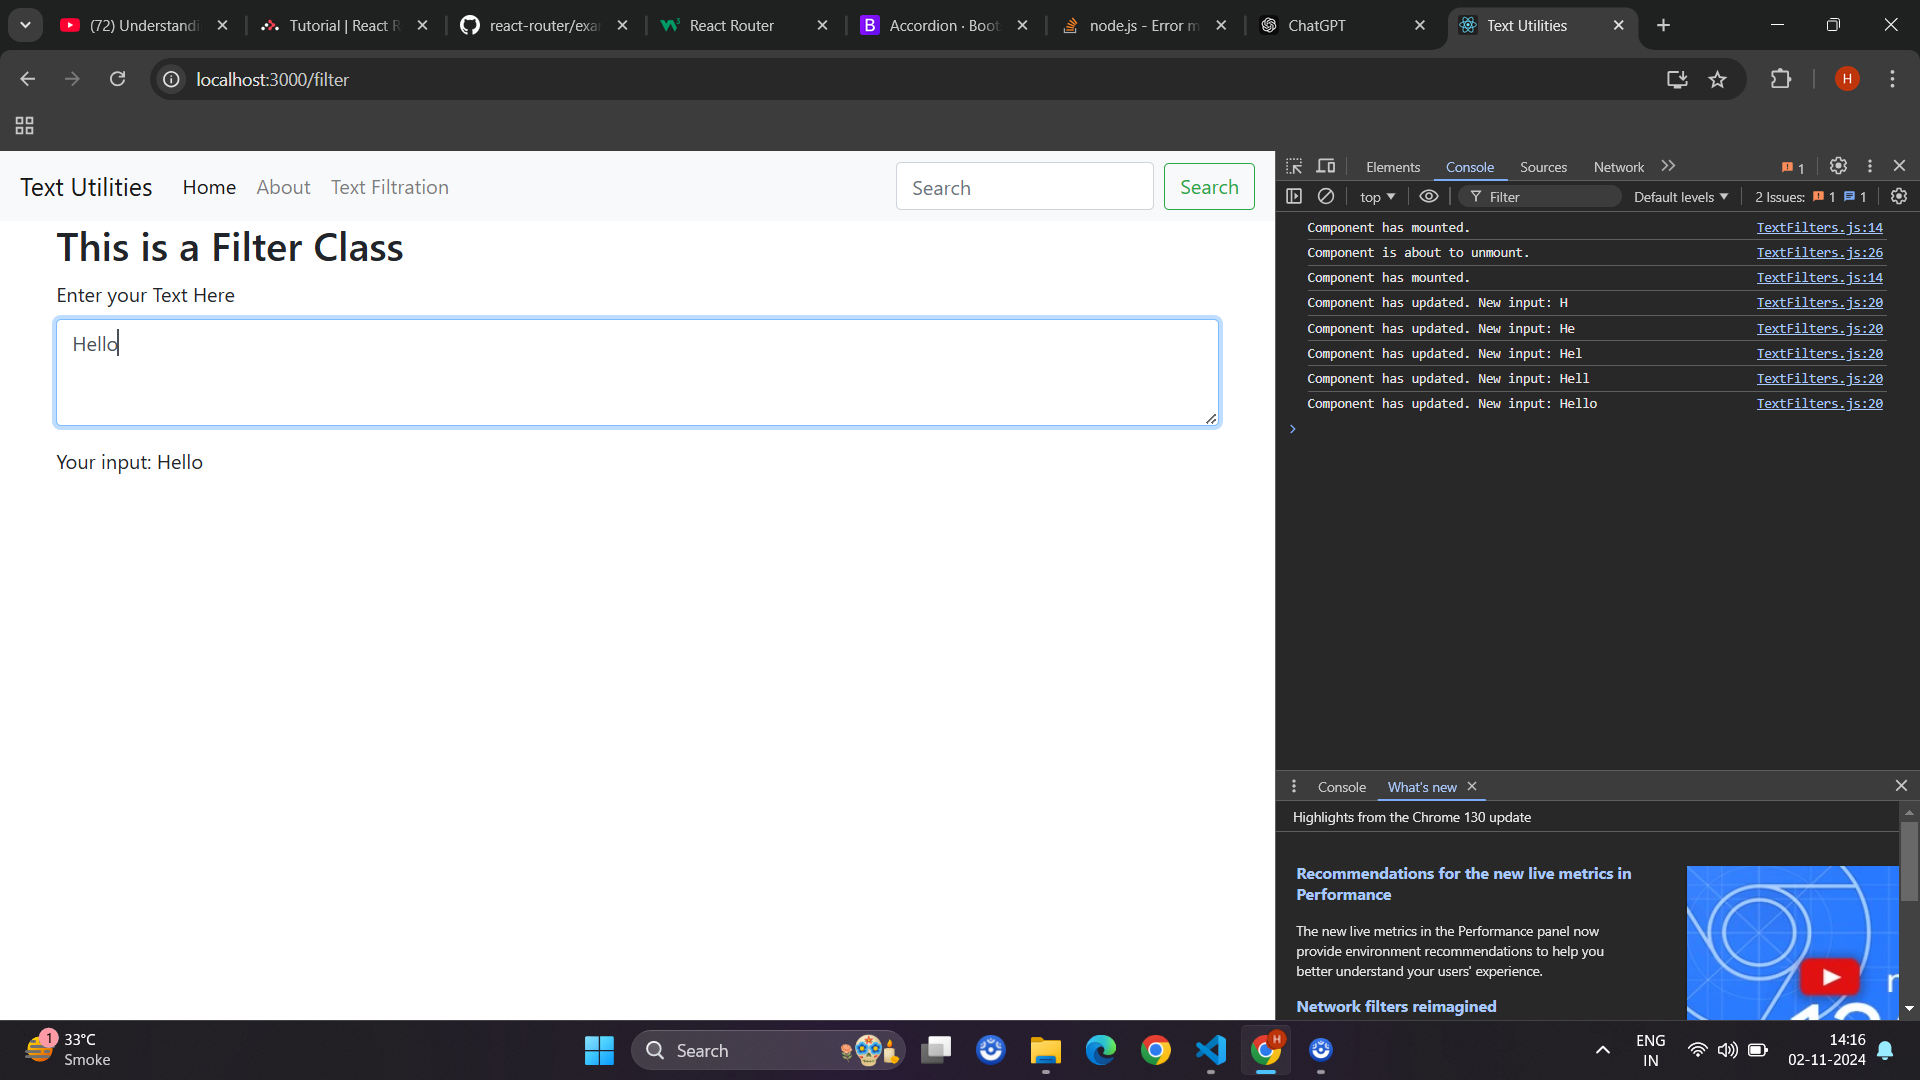 (72) Understandi
Tutorial | React R
react-router/exa
React Router
Accordion · Boot
node.js - Error m
ChatGPT
Text Utilities
localhost:3000/filter
H
Text Utilities
Home
About
Text Filtration
Search
Search
This is a Filter Class
Enter your Text Here
Hello
Your input: Hello
Elements
Console
Sources
Network
1
top
Filter
Default levels
2 Issues:
1
1
Component has mounted. TextFilters.js:14
Component is about to unmount. TextFilters.js:26
Component has mounted. TextFilters.js:14
Component has updated. New input: H TextFilters.js:20
Component has updated. New input: He TextFilters.js:20
Component has updated. New input: Hel TextFilters.js:20
Component has updated. New input: Hell TextFilters.js:20
Component has updated. New input: Hello TextFilters.js:20
Console
What's new
Highlights from the Chrome 130 update
Recommendations for the new live metrics in
Performance
The new live metrics in the Performance panel now
provide environment recommendations to help you
better understand your users' experience.
Network filters reimagined
1
33°C
Smoke
Search
H
ENG
IN
14:16
02-11-2024